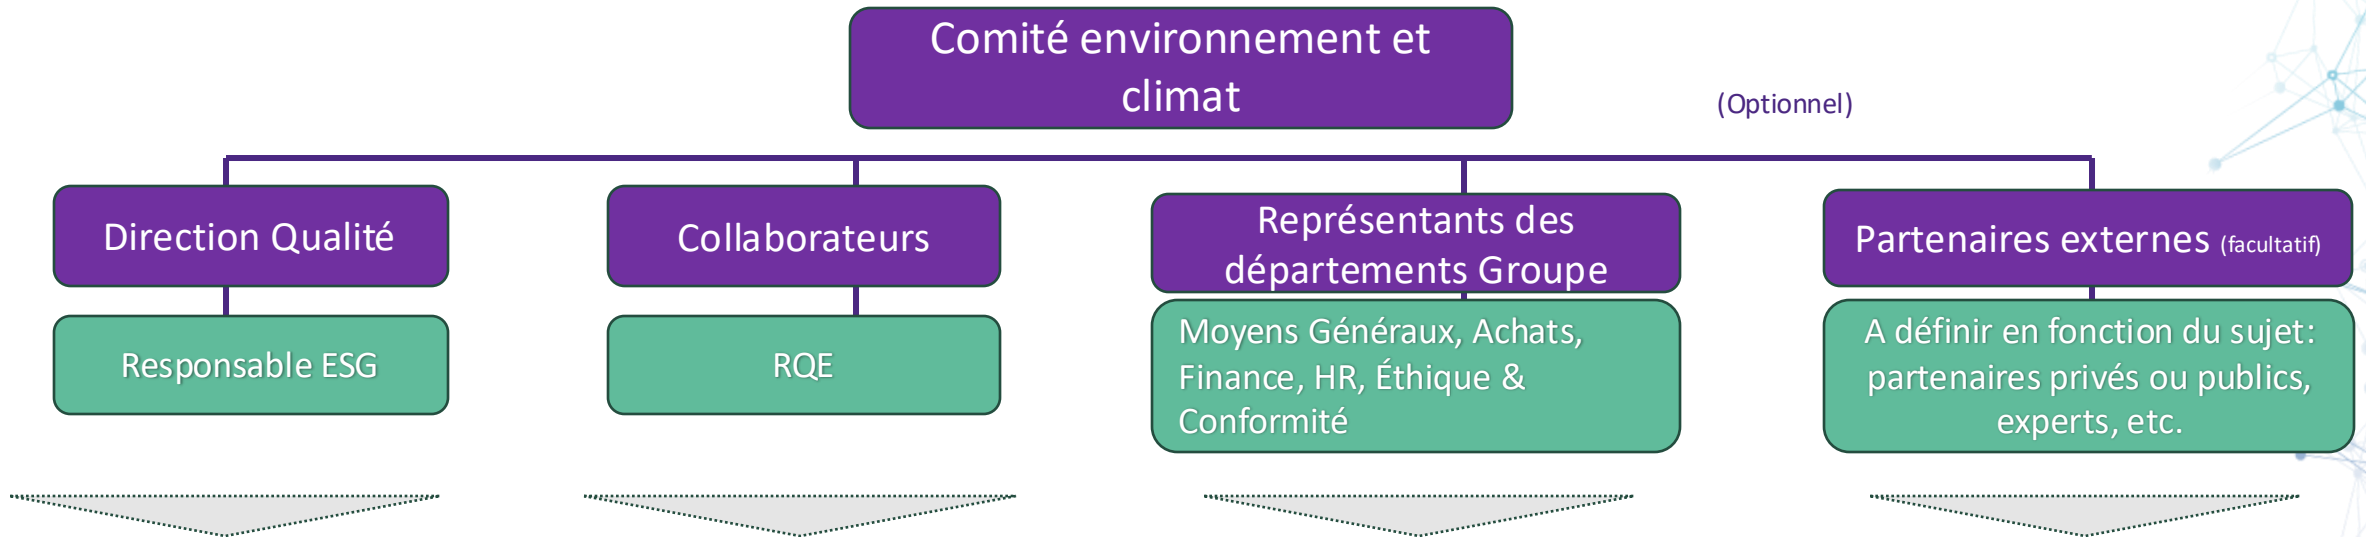 Comité environnement et
climat
(Optionnel)
Direction Qualité
Collaborateurs
Représentants des
départements Groupe
Partenaires externes (facultatif)
Responsable ESG
RQE
Moyens Généraux, Achats,
Finance, HR, Éthique &
Conformité
A définir en fonction du sujet:
partenaires privés ou publics,
experts, etc.